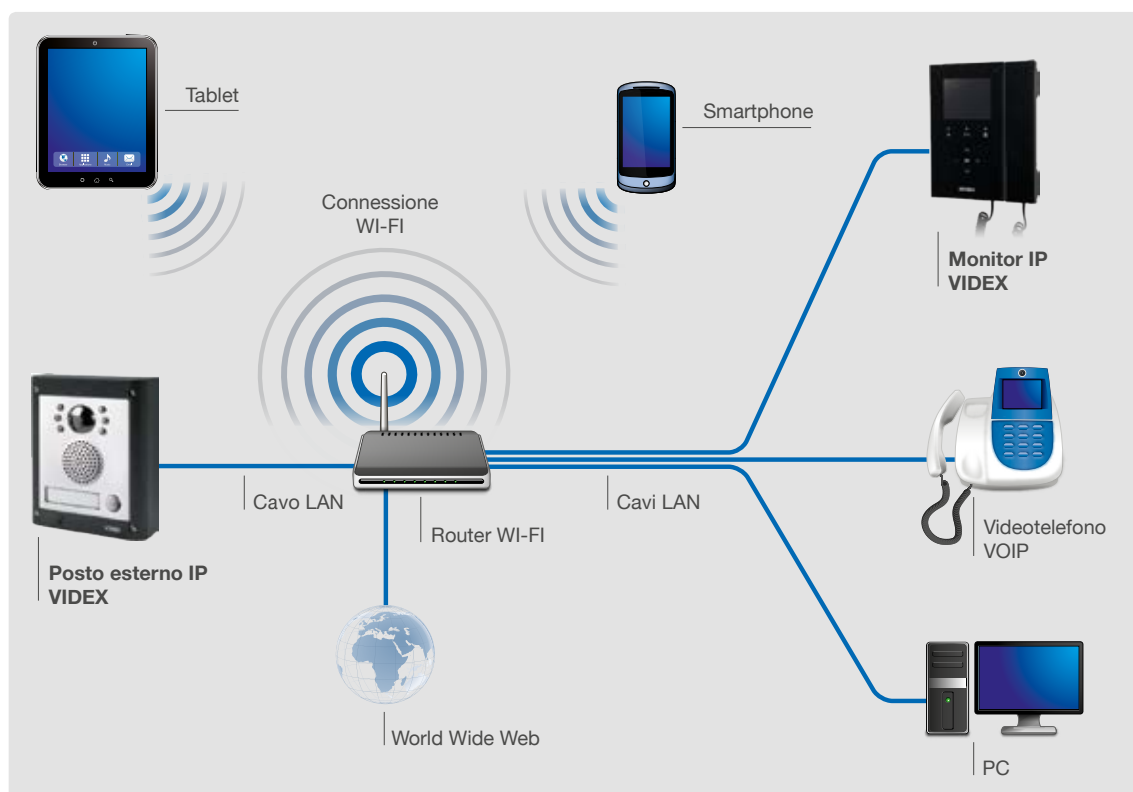 Tablet
Smartphone
Connessione
WI-FI
Monitor IP
VIDEX
Cavo LAN
Cavi LAN
Router WI-FI
Videotelefono
VOIP
Posto esterno IP
VIDEX
World Wide Web
PC